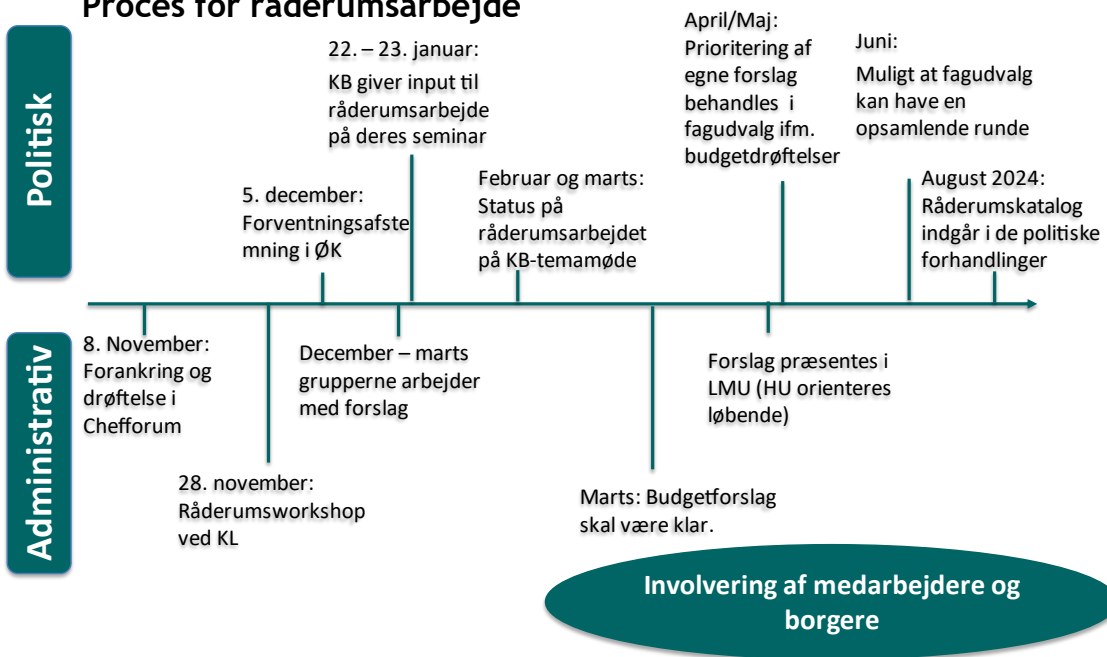 Proces for råderumsarbejde
Politisk
22. – 23. januar:
KB giver input til
råderumsarbejde
på deres seminar
April/Maj:
Prioritering af
egne forslag
behandles i
fagudvalg ifm.
budgetdrøftelser
Juni:
Muligt at fagudvalg
kan have en
opsamlende runde
5. december:
Forventningsafste
mning i ØK
Februar og marts:
Status på
råderumsarbejdet
på KB-temamøde
August 2024:
Råderumskatalog
indgår i de politiske
forhandlinger
Administrativ
8. November:
Forankring og
drøftelse i
Chefforum
December – marts
grupperne arbejder
med forslag
Forslag præsentes i
LMU (HU orienteres
løbende)
28. november:
Råderumsworkshop
ved KL
Marts: Budgetforslag
skal være klar.
Involvering af medarbejdere og
borgere